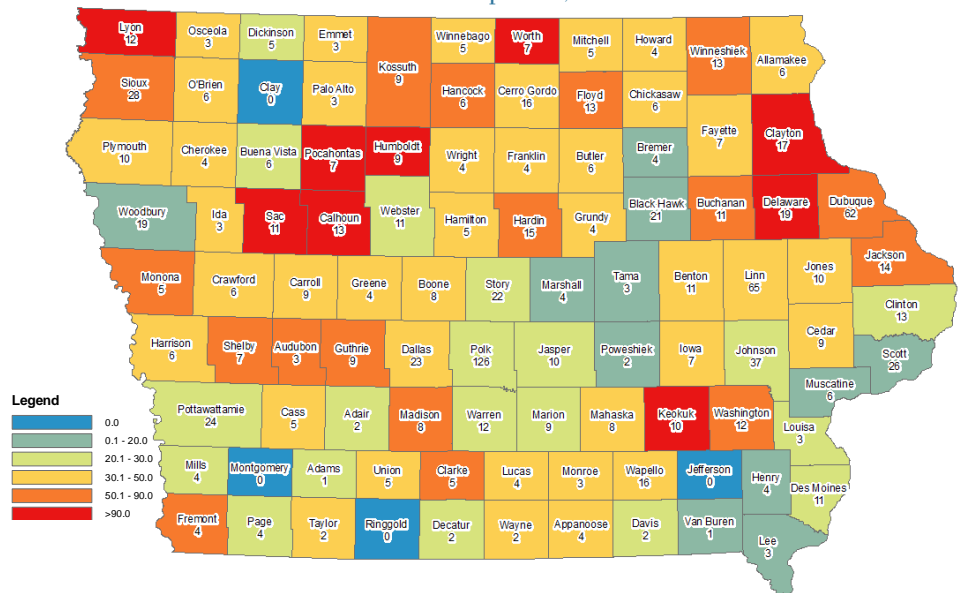 Lyon
12
Osceola
3
Dickinson
5
Emmet
3
Kossuth
9
Winnebago
5
Worth
7
Mitchell
5
Howard
4
Winneshiek
13
Allamakee
6
Sioux
28
O'Brien
6
Clay
0
Palo Alto
3
Hancock
6
Cerro Gordo
16
Floyd
13
Chickasaw
6
Plymouth
10
Cherokee
4
Buena Vista
6
Pocahontas
7
Humboldt
9
Wright
4
Franklin
4
Butler
6
Bremer
4
Fayette
7
Clayton
17
Woodbury
19
Ida
3
Sac
11
Calhoun
13
Webster
11
Hamilton
5
Hardin
15
Grundy
4
Black Hawk
21
Buchanan
11
Delaware
19
Dubuque
62
Monona
5
Crawford
6
Carroll
9
Greene
4
Boone
8
Story
22
Marshall
4
Tama
3
Benton
11
Linn
65
Jones
10
Jackson
14
Clinton
13
Harrison
6
Shelby
7
Audubon
3
Guthrie
9
Dallas
23
Polk
126
Jasper
10
Poweshiek
2
Iowa
7
Johnson
37
Cedar
9
Scott
26
Muscatine
6
Pottawattamie
24
Cass
5
Adair
2
Madison
8
Warren
12
Marion
9
Mahaska
8
Keokuk
10
Washington
12
Louisa
3
Mills
4
Montgomery
0
Adams
1
Union
5
Clarke
5
Lucas
4
Monroe
3
Wapello
16
Jefferson
0
Henry
4
Des Moines
11
Fremont
4
Page
4
Taylor
2
Ringgold
0
Decatur
2
Wayne
2
Appanoose
4
Davis
2
Van Buren
1
Lee
3
Legend
0.0
0.1 - 20.0
20.1 - 30.0
30.1 - 50.0
50.1 - 90.0
>90.0